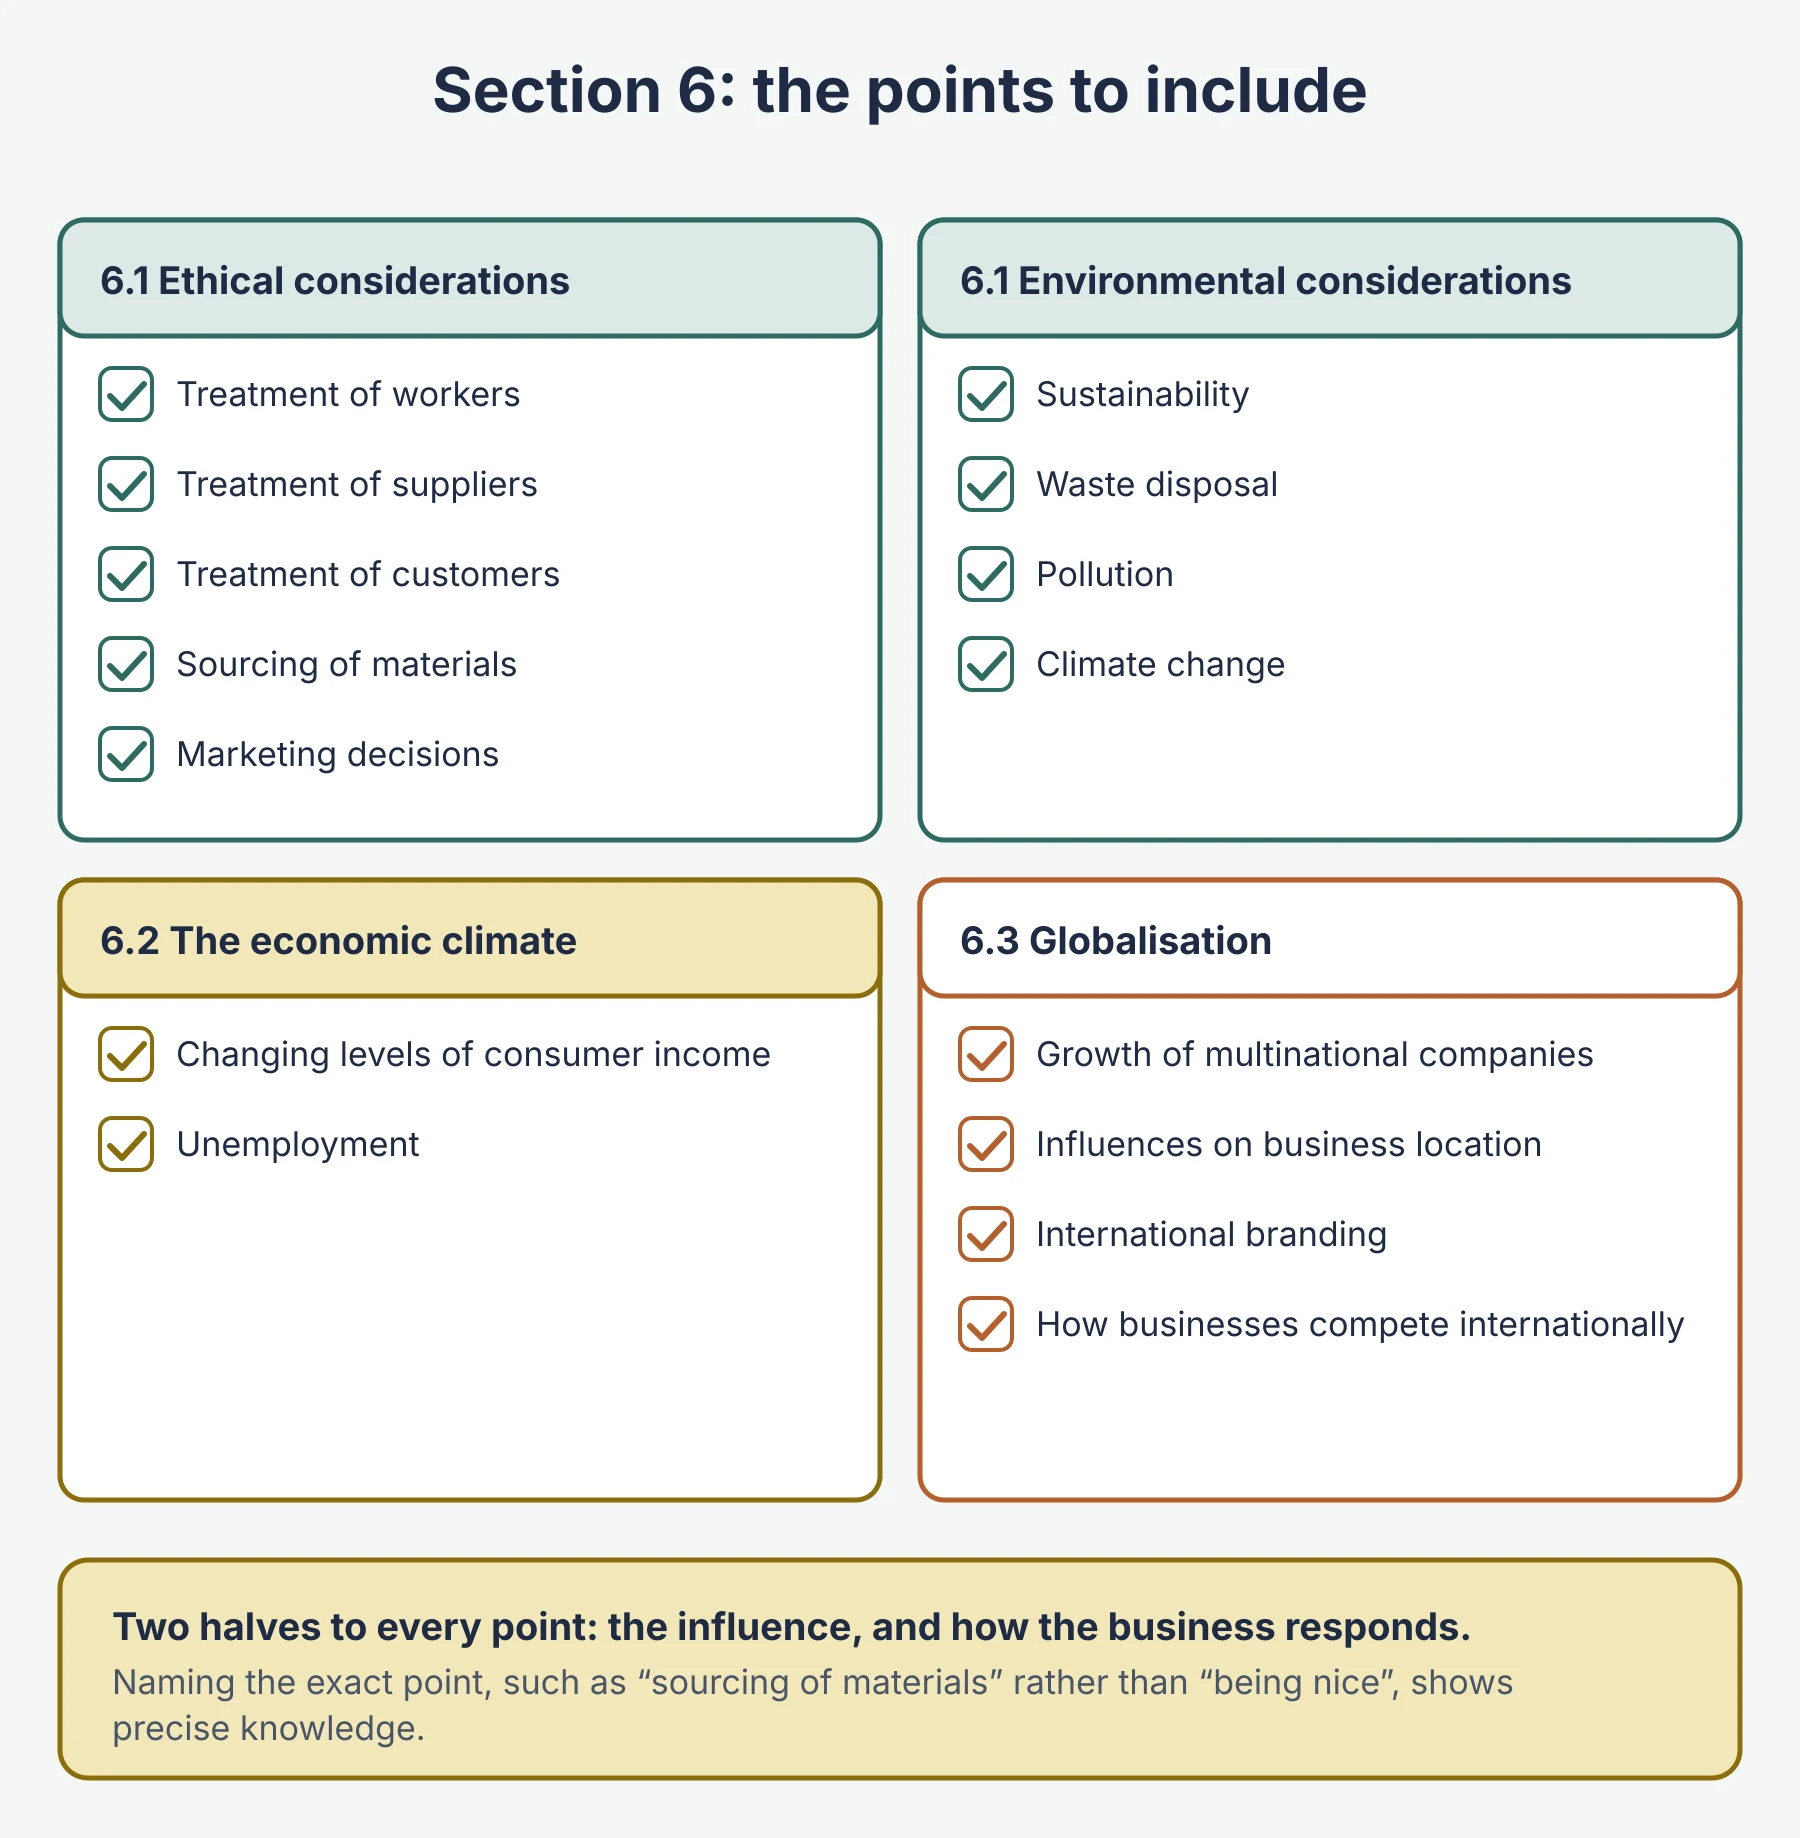 Section 6: the points to include
6.1 Ethical considerations
Treatment of workers
Treatment of suppliers
Treatment of customers
Sourcing of materials
Marketing decisions
6.1 Environmental considerations
Sustainability
Waste disposal
Pollution
Climate change
6.2 The economic climate
Changing levels of consumer income
Unemployment
6.3 Globalisation
Growth of multinational companies
Influences on business location
International branding
How businesses compete internationally
Two halves to every point: the influence, and how the business responds.
Naming the exact point, such as “sourcing of materials” rather than “being nice”, shows
precise knowledge.